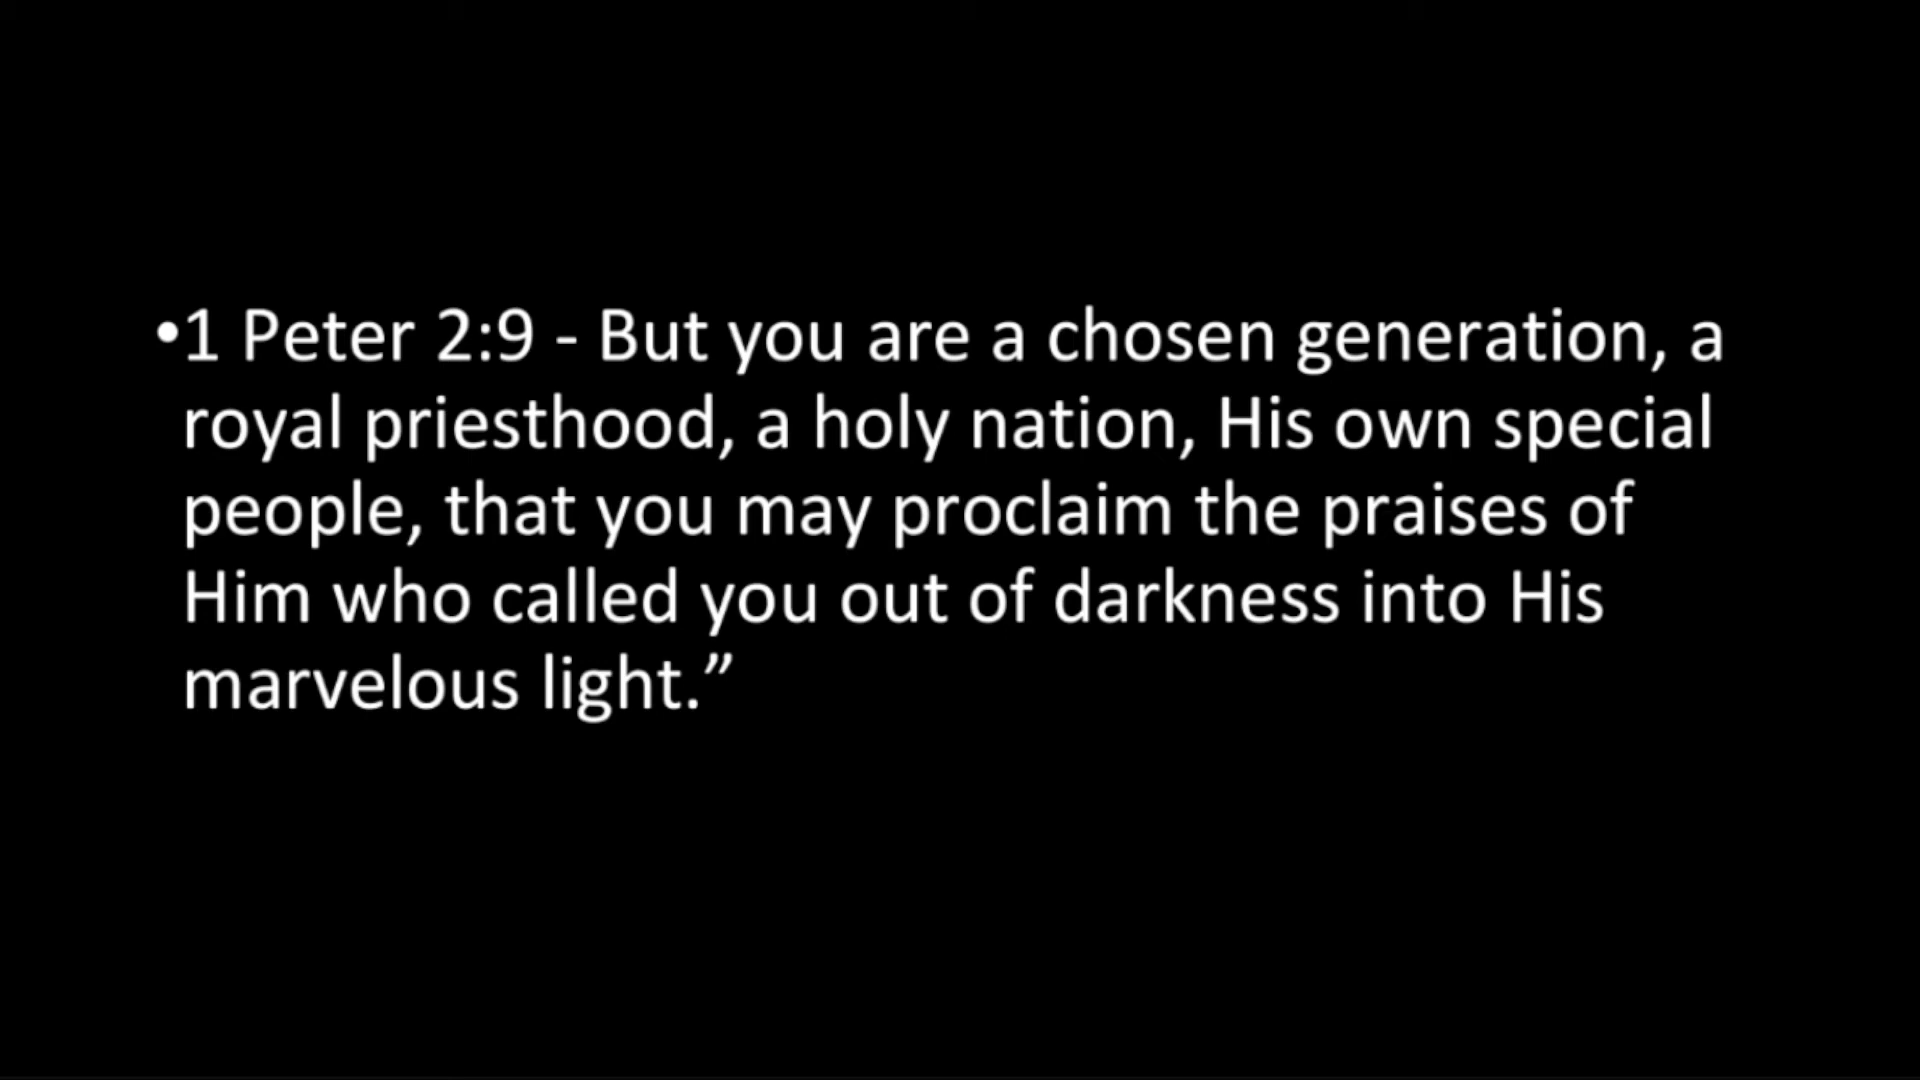 •1 Peter 2:9 - But you are a chosen generation, a
royal priesthood, a holy nation, His own special
people, that you may proclaim the praises of
Him who called you out of darkness into His
marvelous light.”